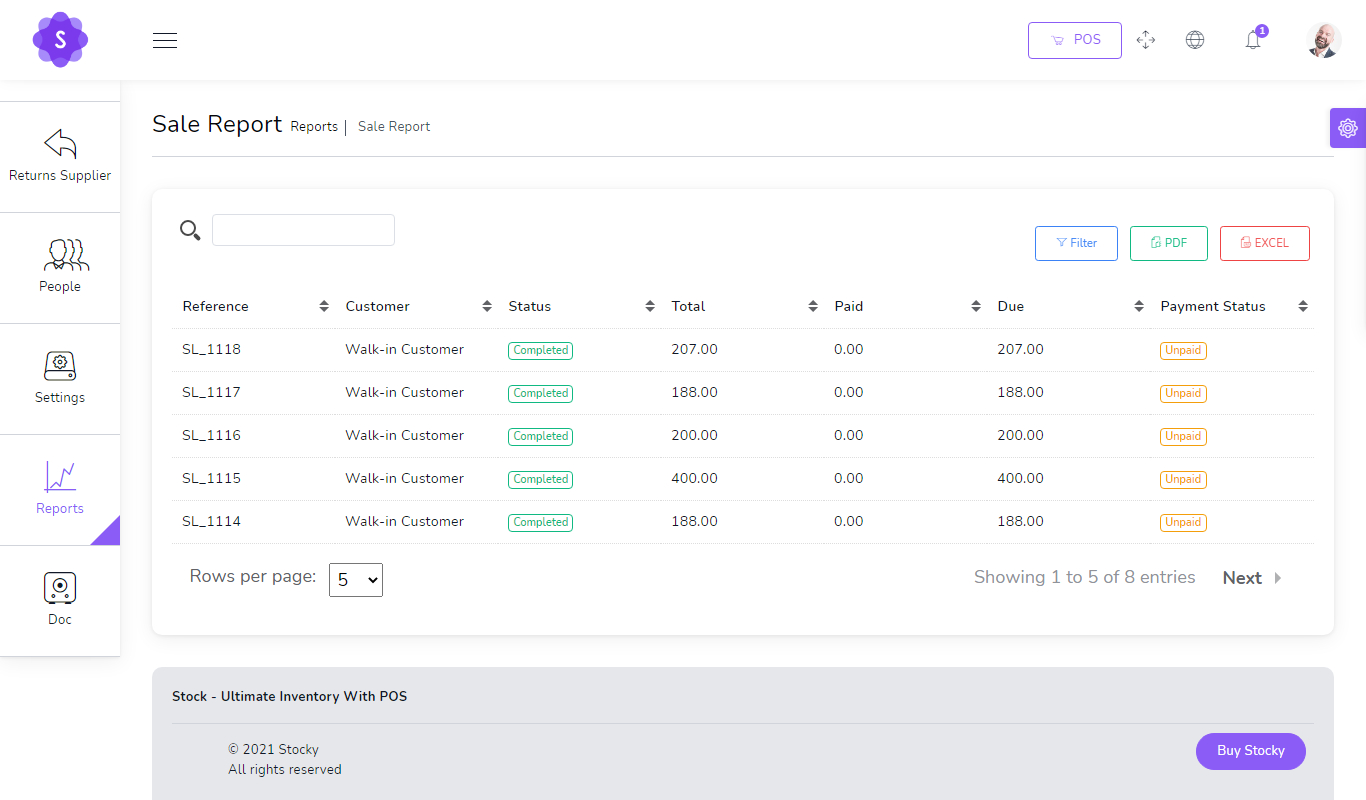 S
POS
1
Sale Report Reports | Sale Report
Returns Supplier
People
Settings
Reports
Doc
Filter PDF EXCEL
Reference Customer Status Total Paid Due Payment Status
SL_1118 Walk-in Customer Completed 207.00 0.00 207.00 Unpaid
SL_1117 Walk-in Customer Completed 188.00 0.00 188.00 Unpaid
SL_1116 Walk-in Customer Completed 200.00 0.00 200.00 Unpaid
SL_1115 Walk-in Customer Completed 400.00 0.00 400.00 Unpaid
SL_1114 Walk-in Customer Completed 188.00 0.00 188.00 Unpaid
Rows per page: 5 Showing 1 to 5 of 8 entries Next
Stock - Ultimate Inventory With POS
© 2021 Stocky
All rights reserved
Buy Stocky